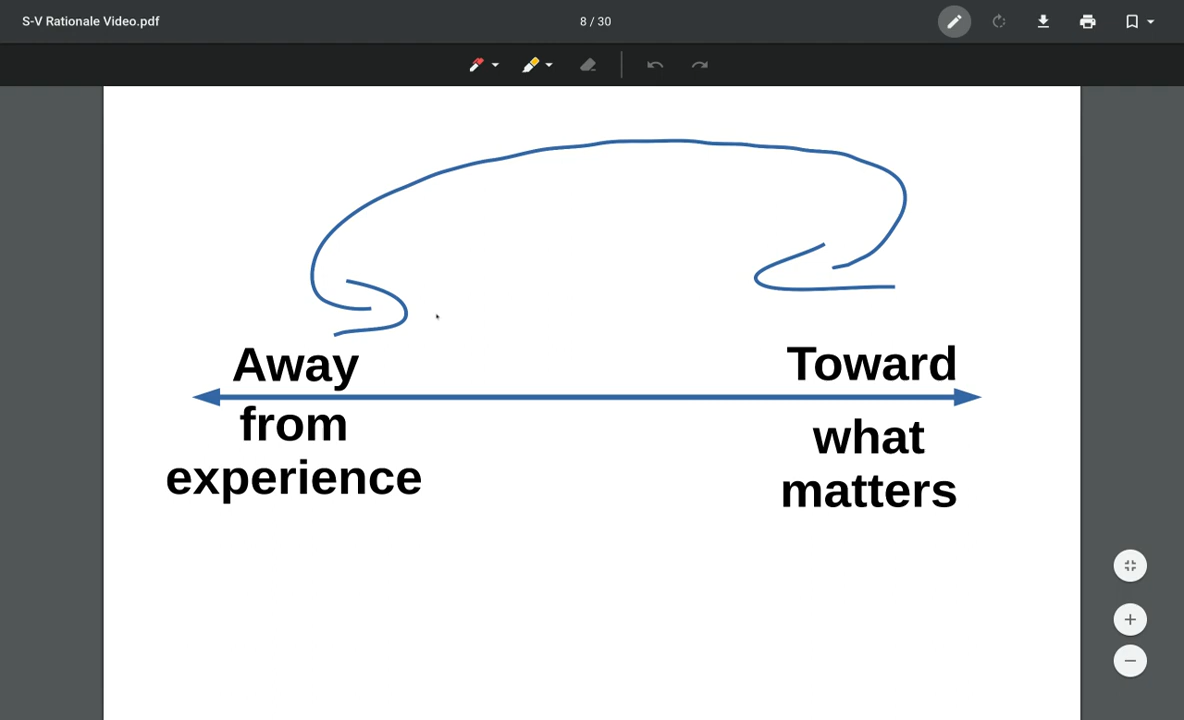 S-V Rationale Video.pdf
8 / 30
Away
Toward
from
what
experience
matters